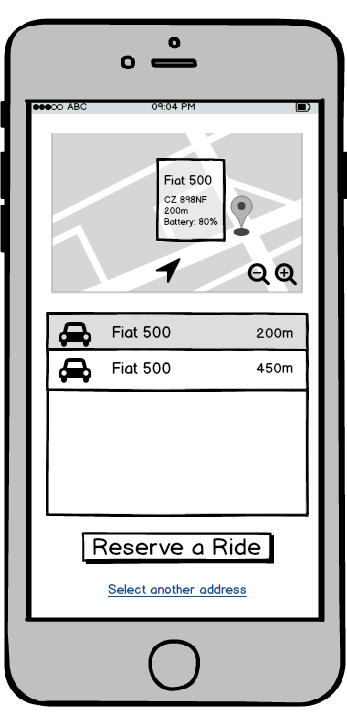 ABC 09:04 PM
Fiat 500
CZ 898NF
200m
Battery: 80%
Fiat 500 200m
Fiat 500 450m
Reserve a Ride
Select another address